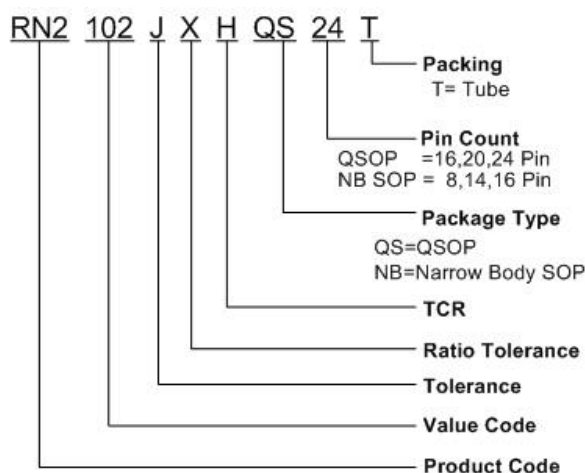 RN2 102 J X H QS 24 T
Packing
T= Tube
Pin Count
QSOP =16,20,24 Pin
NB SOP = 8,14,16 Pin
Package Type
QS=QSOP
NB=Narrow Body SOP
TCR
Ratio Tolerance
Tolerance
Value Code
Product Code